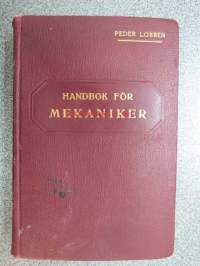 PEDER LOBBEN
HANDBOK FÖR
MEKANIKER